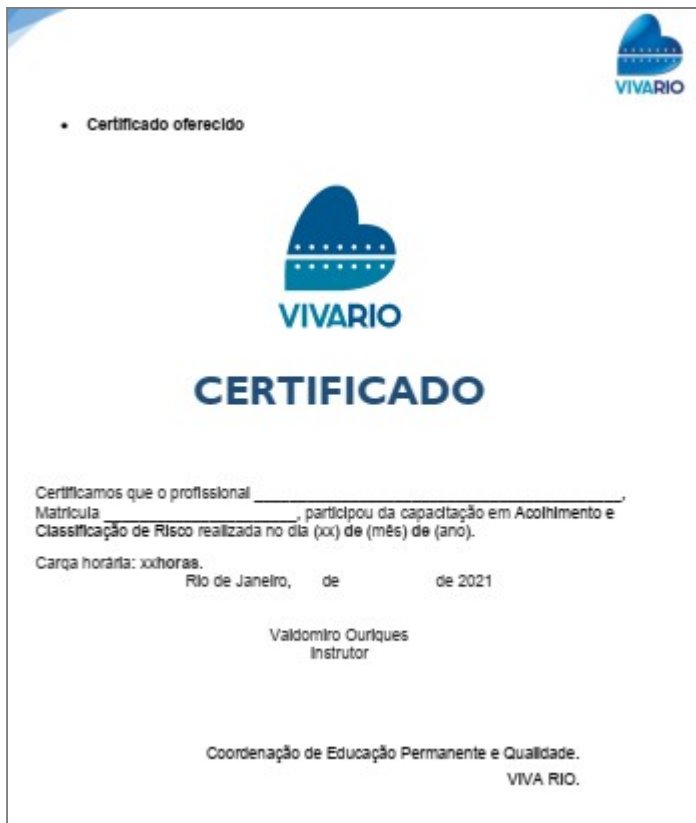 VIVARIO
• Certificado oferecido
VIVARIO
CERTIFICADO
Certificamos que o profissional ________________________________________,
Matricula _____________________, participou da capacitação em Acolhimento e
Classificação de Risco realizada no dia (xx) de (mês) de (ano).
Carga horária: xxhoras.
Rio de Janeiro, de de 2021
Valdomiro Ouriques
Instrutor
Coordenação de Educação Permanente e Qualidade.
VIVA RIO.